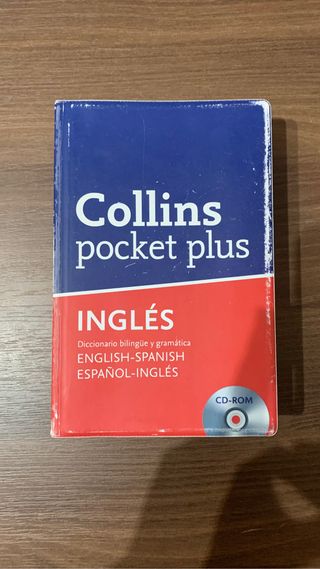 Collins
pocket plus
INGLÉS
Diccionario bilingüe y gramática
ENGLISH-SPANISH
ESPAÑOL-INGLÉS
CD-ROM